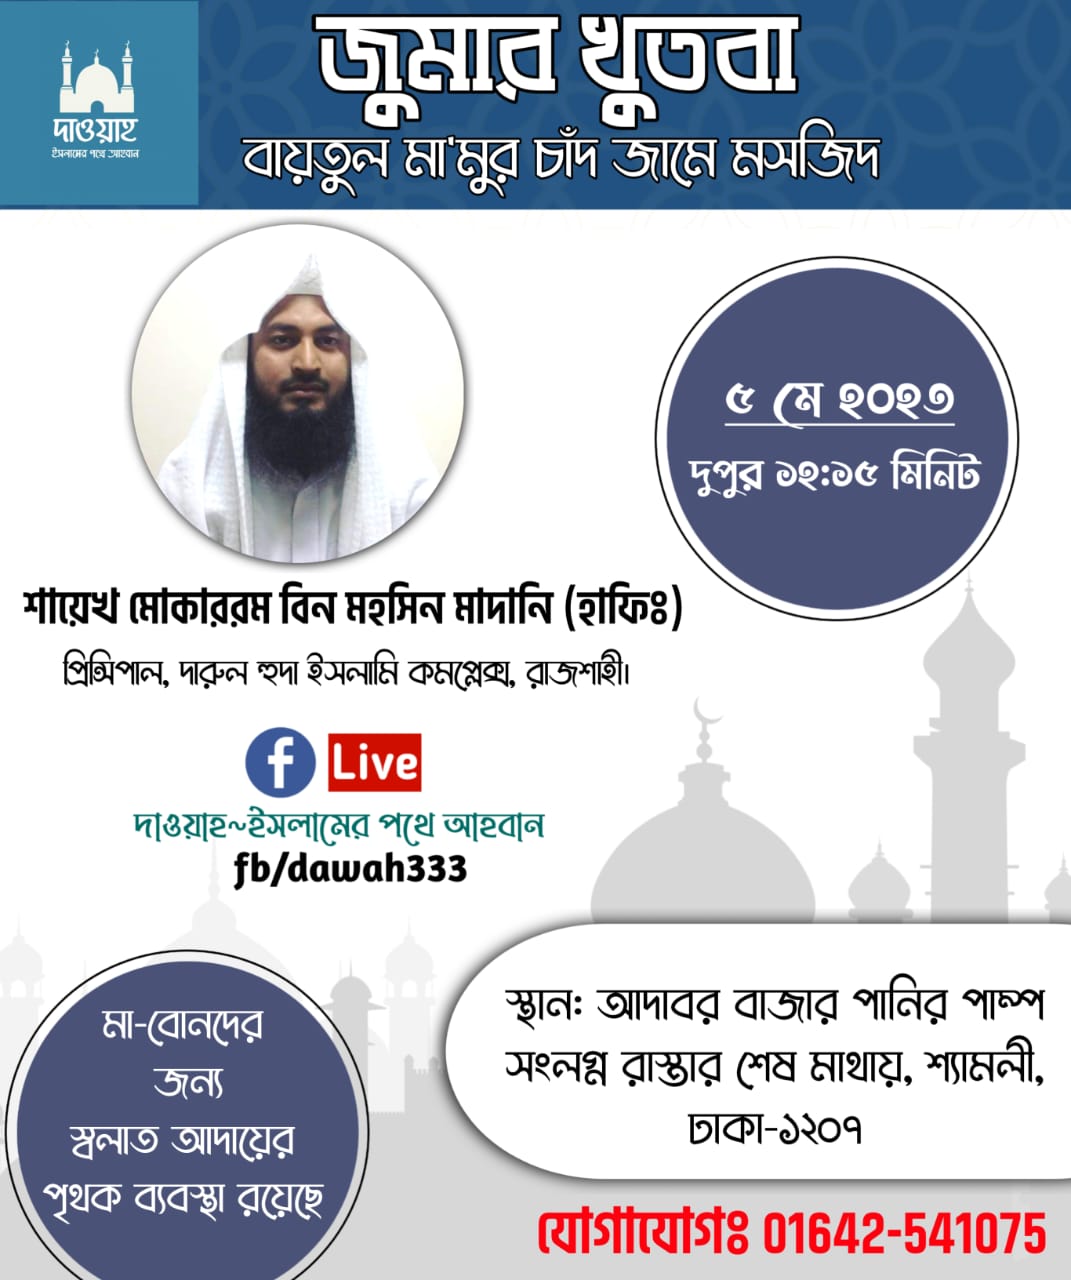 দাওয়াহ
ইসলামের পথে আহবান
জুমার খুতবা
বায়তুল মা'মুর চাঁদ জামে মসজিদ
৫ মে ২০২৩
দুপুর ১২:১৫ মিনিট
শায়েখ মোকাররম বিন মহসিন মাদানি (হাফিঃ)
প্রিন্সিপাল, দারুল হুদা ইসলামি কমপ্লেক্স, রাজশাহী।
f Live
দাওয়াহ~ইসলামের পথে আহবান
fb/dawah333
মা-বোনদের
জন্য
স্বলাত আদায়ের
পৃথক ব্যবস্থা রয়েছে
স্থান: আদাবর বাজার পানির পাম্প
সংলগ্ন রাস্তার শেষ মাথায়, শ্যামলী,
ঢাকা-১২০৭
যোগাযোগঃ 01642-541075